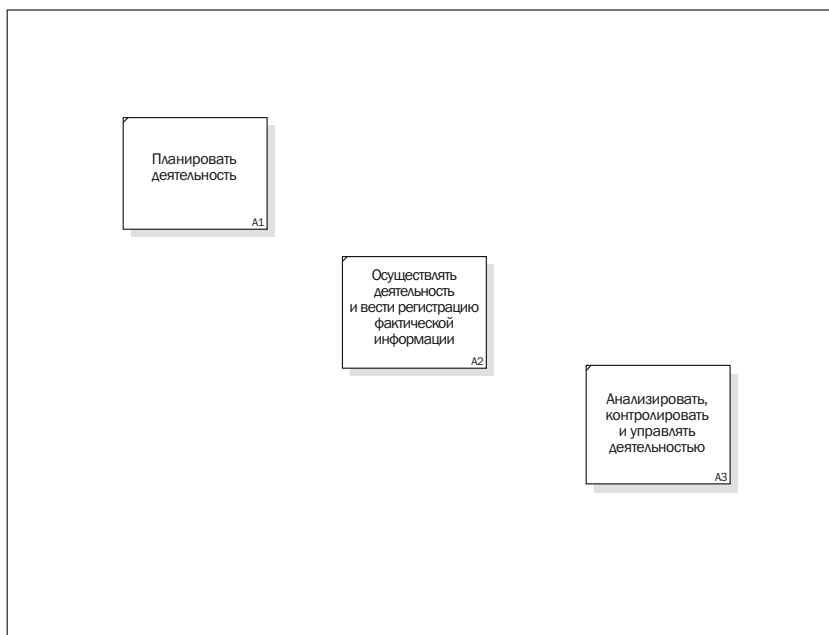 Планировать
деятельность
A1
Осуществлять
деятельность
и вести регистрацию
фактической
информации
A2
Анализировать,
контролировать
и управлять
деятельностью
A3